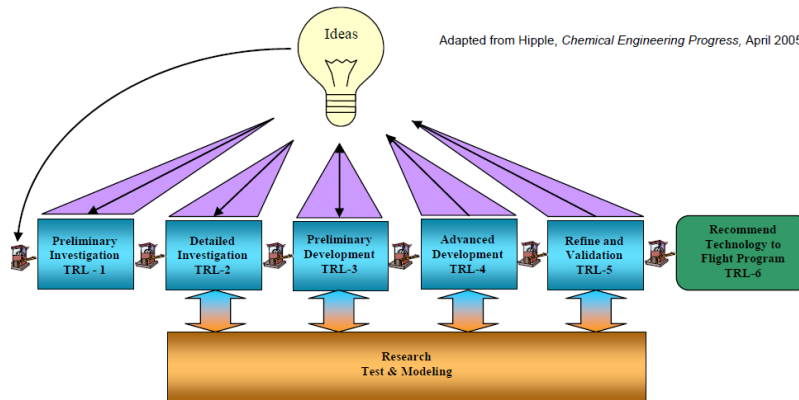 Ideas
Adapted from Hipple, Chemical Engineering Progress, April 2005
Preliminary
Investigation
TRL - 1
Detailed
Investigation
TRL-2
Preliminary
Development
TRL-3
Advanced
Development
TRL-4
Refine and
Validation
TRL-5
Recommend
Technology to
Flight Program
TRL-6
Research
Test & Modeling